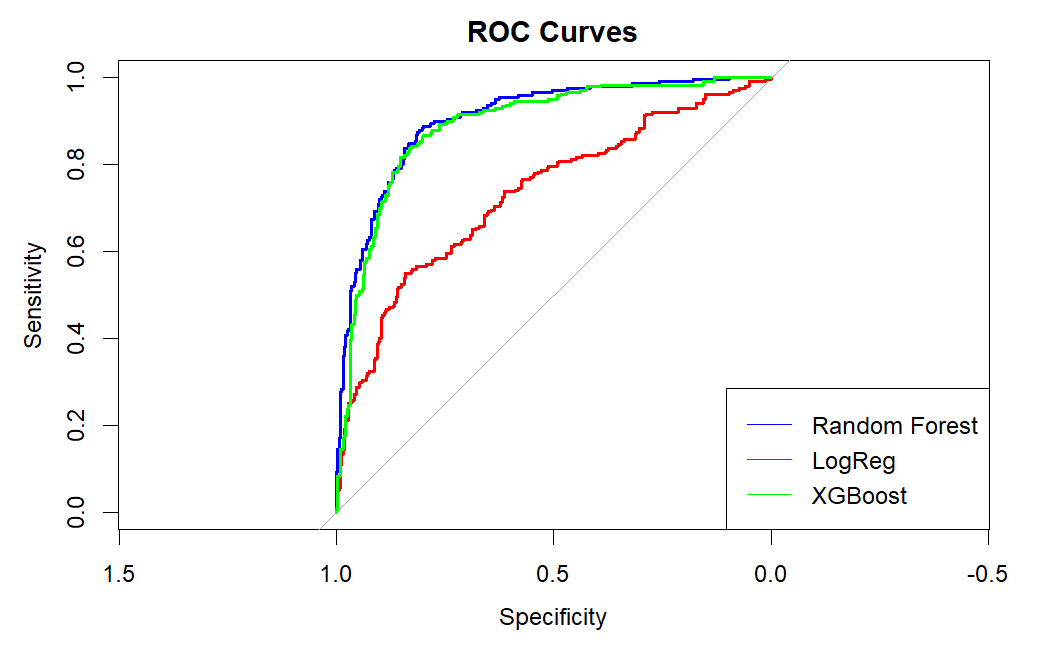 ROC Curves
Sensitivity
1.0
0.8
0.6
0.4
0.2
0.0
Random Forest
LogReg
XGBoost
1.5 1.0 0.5 0.0 -0.5
Specificity